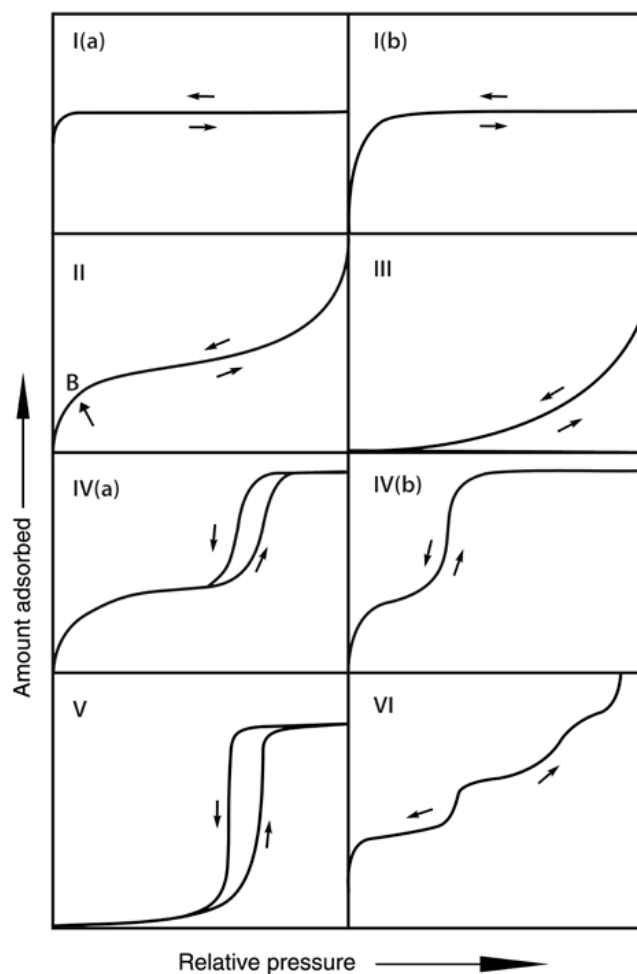 I(a)
I(b)
II
III
B
IV(a)
IV(b)
V
VI
Amount adsorbed
Relative pressure